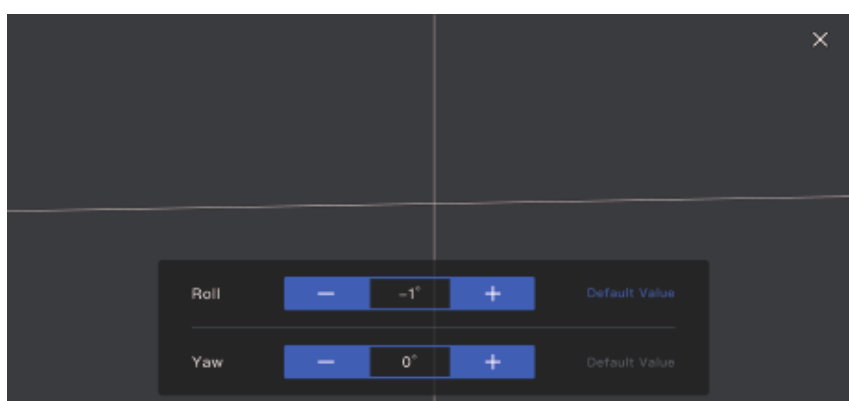 Roll − −1° + Default Value
Yaw − 0° + Default Value